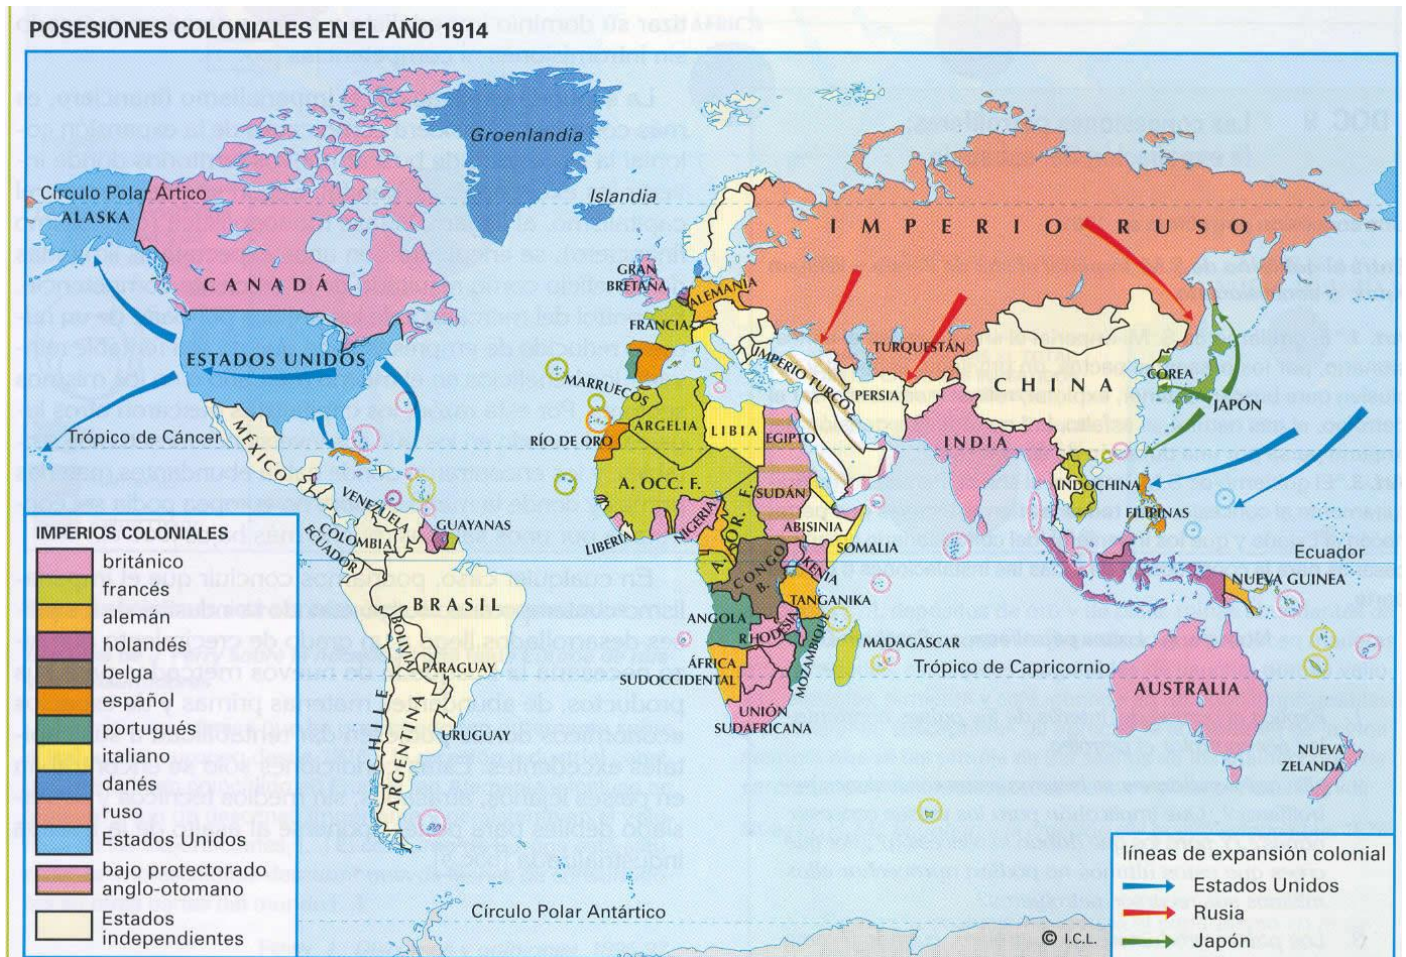 POSESIONES COLONIALES EN EL AÑO 1914
Groenlandia
Islandia
Círculo Polar Ártico
ALASKA
CANADÁ
ESTADOS UNIDOS
Trópico de Cáncer
MÉXICO
VENEZUELA
GUAYANAS
COLOMBIA
ECUADOR
BRASIL
BOLIVIA
PARAGUAY
CHILE
ARGENTINA
URUGUAY
IMPERIO RUSO
GRAN
BRETAÑA
ALEMANIA
FRANCIA
IMPERIO TURCO
TURQUESTÁN
PERSIA
CHINA
COREA
JAPÓN
MARRUECOS
ARGELIA
LIBIA
EGIPTO
RÍO DE ORO
A. OCC. F.
SUDÁN
INDIA
INDOCHINA
FILIPINAS
NIGERIA
A. EOR. F.
ABISINIA
LIBERIA
SOMALIA
CONGO
B.
KENIA
TANGANIKA
Ecuador
NUEVA GUINEA
ANGOLA
RHODESIA
MOZAMBIQUE
MADAGASCAR
ÁFRICA
SUDOCCIDENTAL
Trópico de Capricornio
AUSTRALIA
UNIÓN
SUDAFRICANA
NUEVA
ZELANDA
Círculo Polar Antártico
IMPERIOS COLONIALES
británico
francés
alemán
holandés
belga
español
portugués
italiano
danés
ruso
Estados Unidos
bajo protectorado
anglo-otomano
Estados
independientes
líneas de expansión colonial
Estados Unidos
Rusia
Japón
© I.C.L.